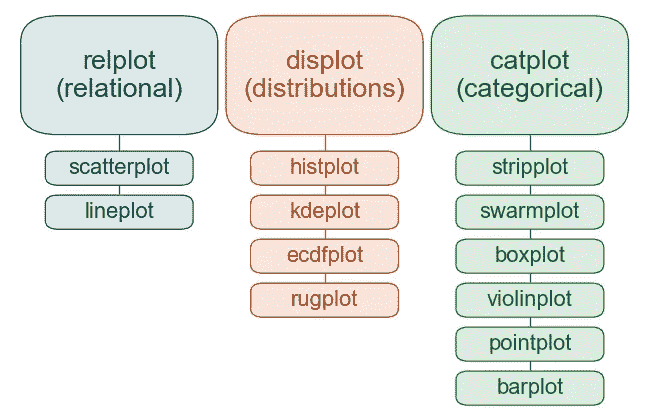 relplot
(relational)
scatterplot
lineplot
displot
(distributions)
histplot
kdeplot
ecdfplot
rugplot
catplot
(categorical)
stripplot
swarmplot
boxplot
violinplot
pointplot
barplot